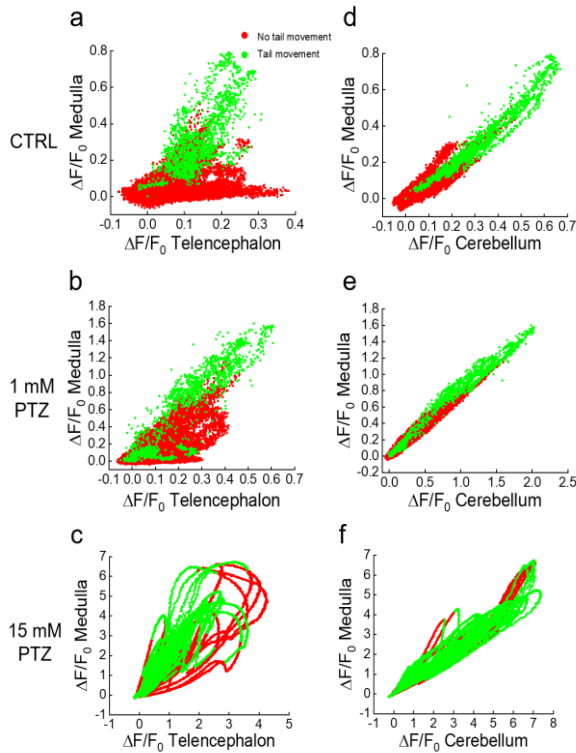 a
No tail movement
Tail movement
d
CTRL
ΔF/F0 Medulla
0.8
0.6
0.4
0.2
0.0
-0.1 0.0 0.1 0.2 0.3 0.4
ΔF/F0 Telencephalon
ΔF/F0 Medulla
0.8
0.6
0.4
0.2
0.0
-0.1 0 0.1 0.2 0.3 0.4 0.5 0.6 0.7
ΔF/F0 Cerebellum
b
e
1 mM
PTZ
ΔF/F0 Medulla
1.8
1.6
1.4
1.2
1.0
0.8
0.6
0.4
0.2
0.0
-0.1 0.0 0.1 0.2 0.3 0.4 0.5 0.6 0.7
ΔF/F0 Telencephalon
ΔF/F0 Medulla
1.8
1.6
1.4
1.2
1.0
0.8
0.6
0.4
0.2
0.0
-0.2
0.0 0.5 1.0 1.5 2.0 2.5
ΔF/F0 Cerebellum
c
f
15 mM
PTZ
ΔF/F0 Medulla
7
6
5
4
3
2
1
0
-1
-1 0 1 2 3 4 5
ΔF/F0 Telencephalon
ΔF/F0 Medulla
7
6
5
4
3
2
1
0
-1
-1 0 1 2 3 4 5 6 7 8
ΔF/F0 Cerebellum